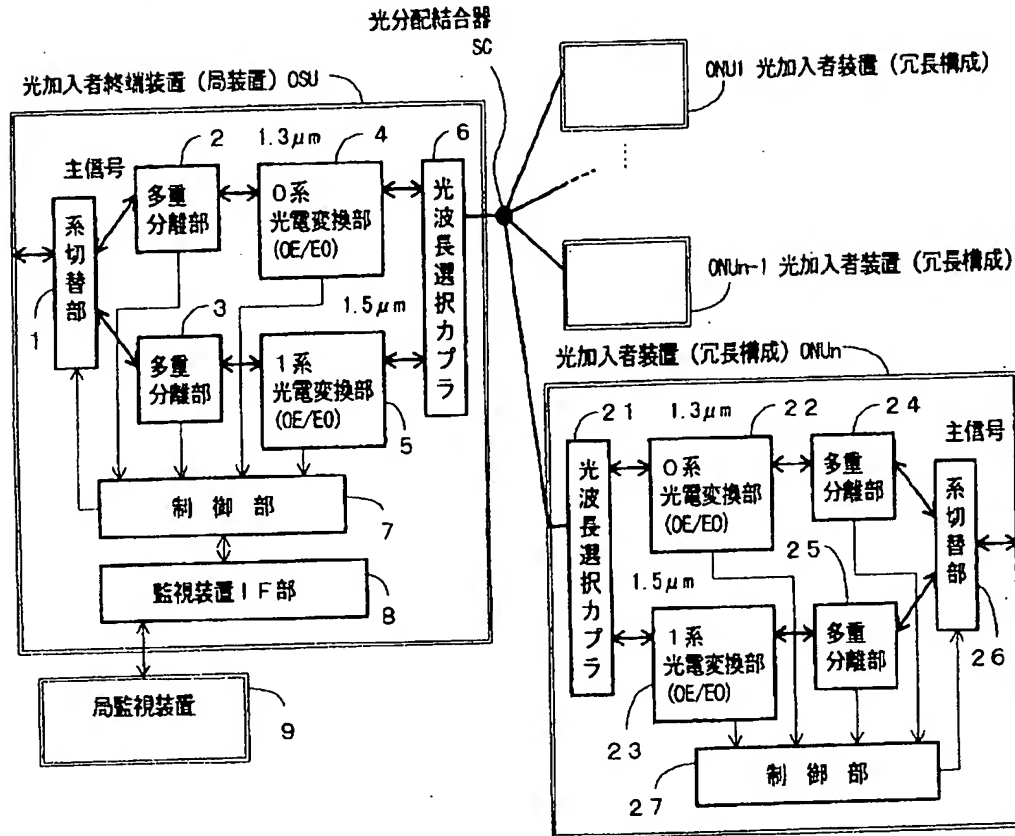 光分配結合器
SC
ONU1 光加入者装置（冗長構成）
光加入者終端装置（局装置）OSU
2
1.3μm
4
6
主信号
系切替部
1
多重
分離部
0系
光電変換部
(OE/EO)
光波長選択カプラ
3
1.5μm
多重
分離部
1系
光電変換部
(OE/EO)
5
制御部
7
監視装置IF部
8
局監視装置
9
ONUn-1 光加入者装置（冗長構成）
光加入者装置（冗長構成）ONUn
21
1.3μm
22
24
主信号
光波長選択カプラ
0系
光電変換部
(OE/EO)
多重
分離部
系切替部
26
1.5μm
25
1系
光電変換部
(OE/EO)
多重
分離部
23
制御部
27